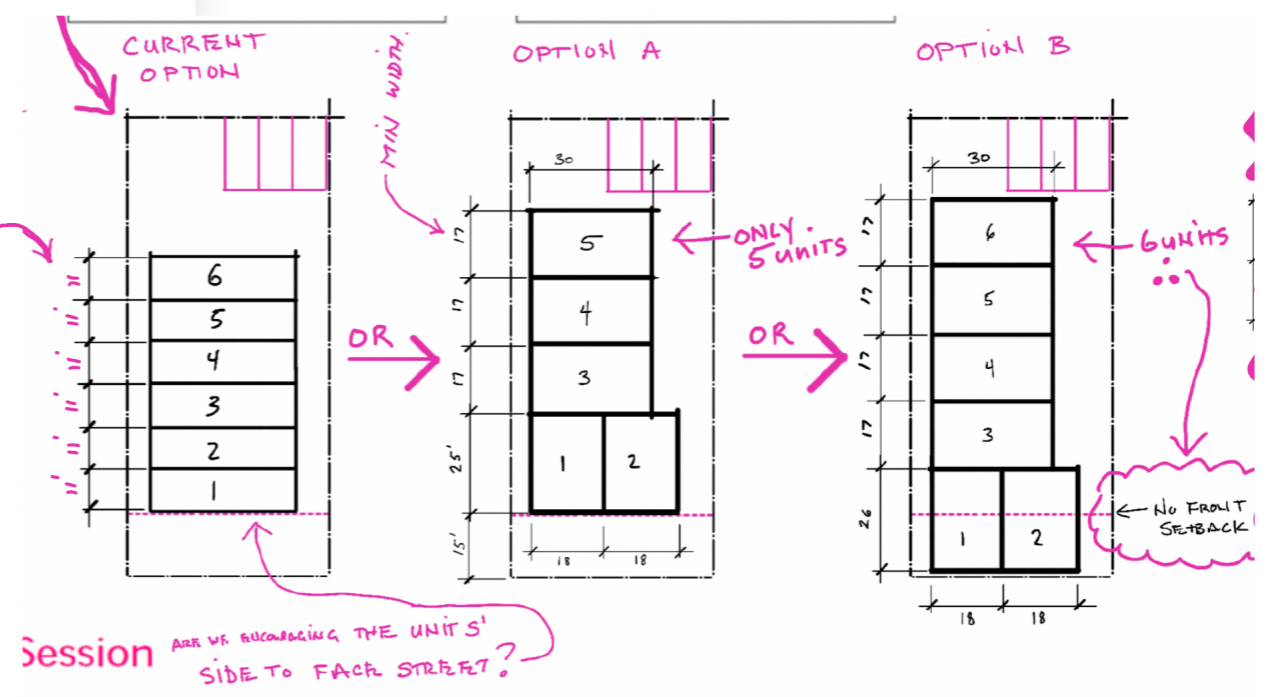 CURRENT
OPTION
MIN WIDTH
OPTION A
OPTION B
30
30
17
5
ONLY
5 UNITS
17
6
6 UNITS
=
6
=
5
17
4
17
5
OR
OR
=
4
=
3
17
3
17
4
=
2
17
3
=
1
25'
1
2
26
1
2
NO FRONT
SETBACK
15'
18
18
18
18
Session
ARE WE ENCOURAGING THE UNITS'
SIDE TO FACE STREET?